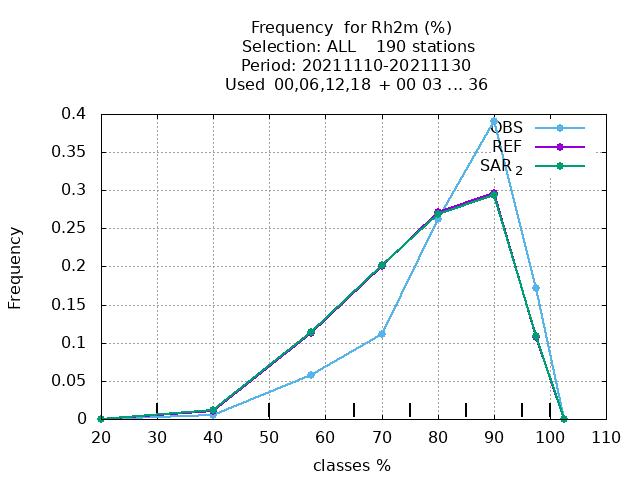 Frequency for Rh2m (%)
Selection: ALL 190 stations
Period: 20211110-20211130
Used 00,06,12,18 + 00 03 ... 36
0.4
0.35
0.3
0.25
0.2
0.15
0.1
0.05
0
Frequency
OBS
REF
SAR 2
20 30 40 50 60 70 80 90 100 110
classes %